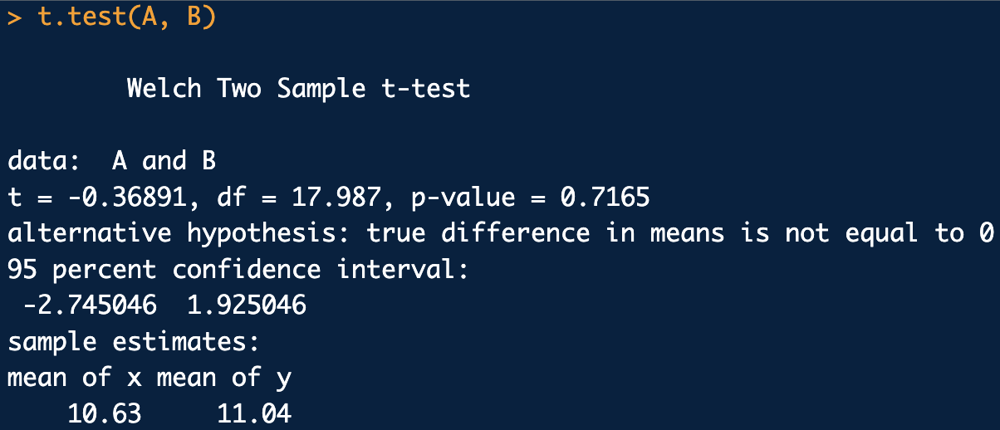 > t.test(A, B)
Welch Two Sample t-test
data:  A and B
t = -0.36891, df = 17.987, p-value = 0.7165
alternative hypothesis: true difference in means is not equal to 0
95 percent confidence interval:
-2.745046  1.925046
sample estimates:
mean of x mean of y
10.63     11.04